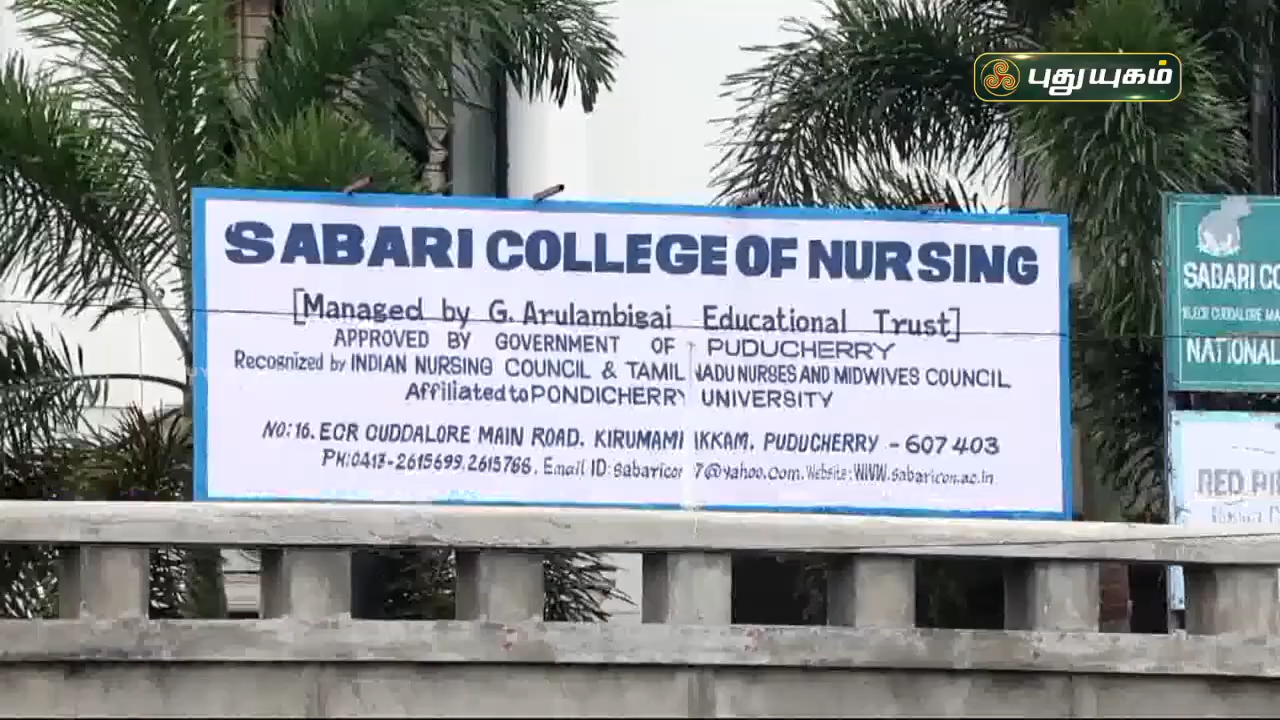 புதுயுகம்
SABARI COLLEGE OF NURSING
[Managed by G. Arulambigai Educational Trust]
APPROVED BY GOVERNMENT OF PUDUCHERRY
Recognized by INDIAN NURSING COUNCIL & TAMIL NADU NURSES AND MIDWIVES COUNCIL
Affiliated to PONDICHERRY UNIVERSITY
NO: 16, ECR CUDDALORE MAIN ROAD, KIRUMAMPAKKAM, PUDUCHERRY - 607 403
PH: 0413-2615699, 2615766, Email ID: 7@yahoo.com, Website: WWW.sabaricon.ac.in
SABARI CO
CUDDALORE MA
NATIONAL
RED